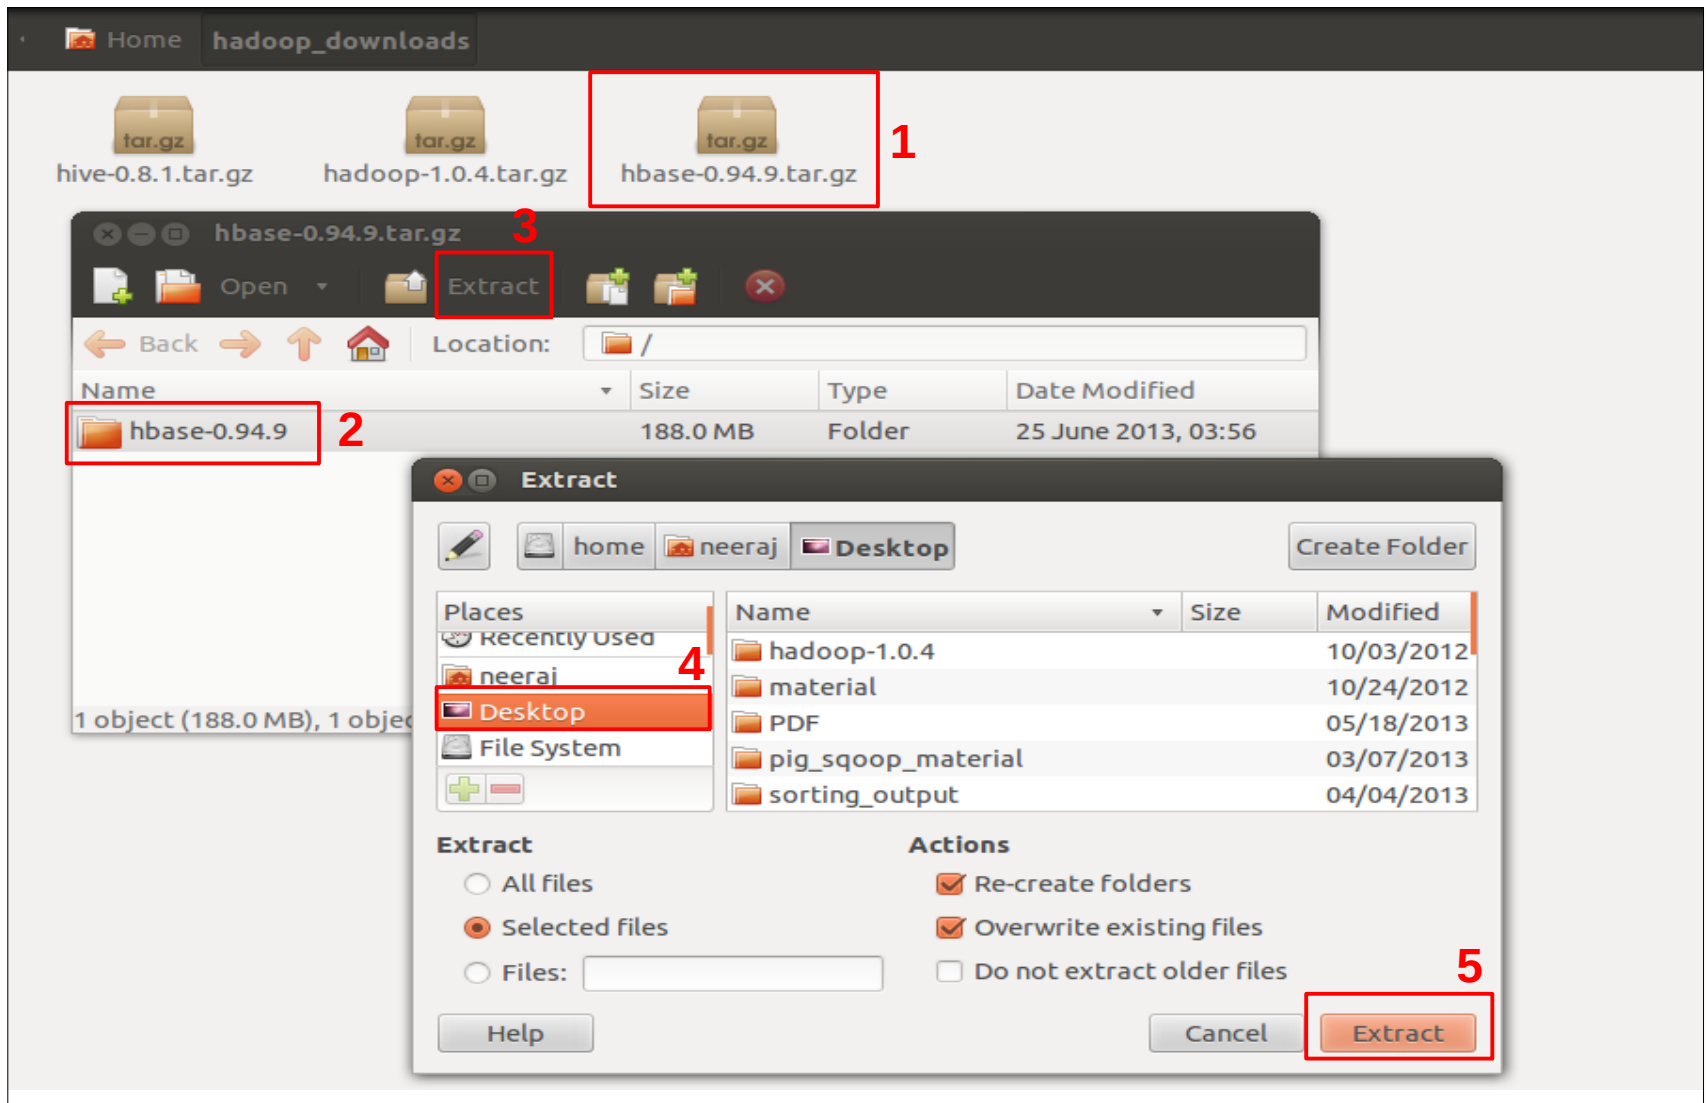 Home hadoop_downloads
tar.gz tar.gz tar.gz
1
hive-0.8.1.tar.gz hadoop-1.0.4.tar.gz hbase-0.94.9.tar.gz
hbase-0.94.9.tar.gz 3
Open Extract
Back Location: /
Name Size Type Date Modified
hbase-0.94.9 2 188.0 MB Folder 25 June 2013, 03:56
1 object (188.0 MB), 1 objec
Extract
home neeraj Desktop Create Folder
Places Name Size Modified
Recently Used
neeraj 4
Desktop
File System
hadoop-1.0.4 10/03/2012
material 10/24/2012
PDF 05/18/2013
pig_sqoop_material 03/07/2013
sorting_output 04/04/2013
Extract
All files
Selected files
Files:
Actions
Re-create folders
Overwrite existing files
Do not extract older files
5
Help Cancel Extract